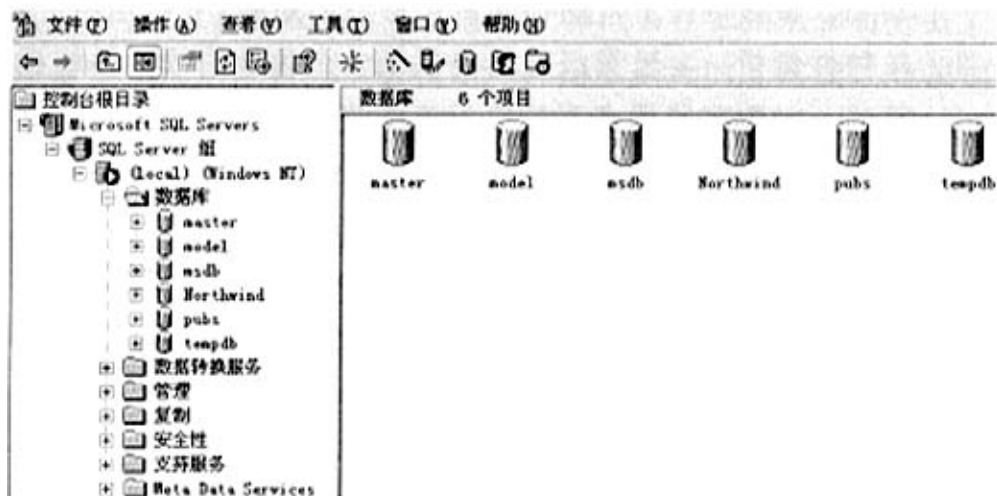 文件(F) 操作(A) 查看(V) 工具(T) 窗口(W) 帮助(H)
控制台根目录
数据库 6 个项目
Microsoft SQL Servers
SQL Server 组
(Local) (Windows NT)
数据库
master
model
msdb
Northwind
pubs
tempdb
数据转换服务
管理
复制
安全性
支持服务
Meta Data Services
master model msdb Northwind pubs tempdb